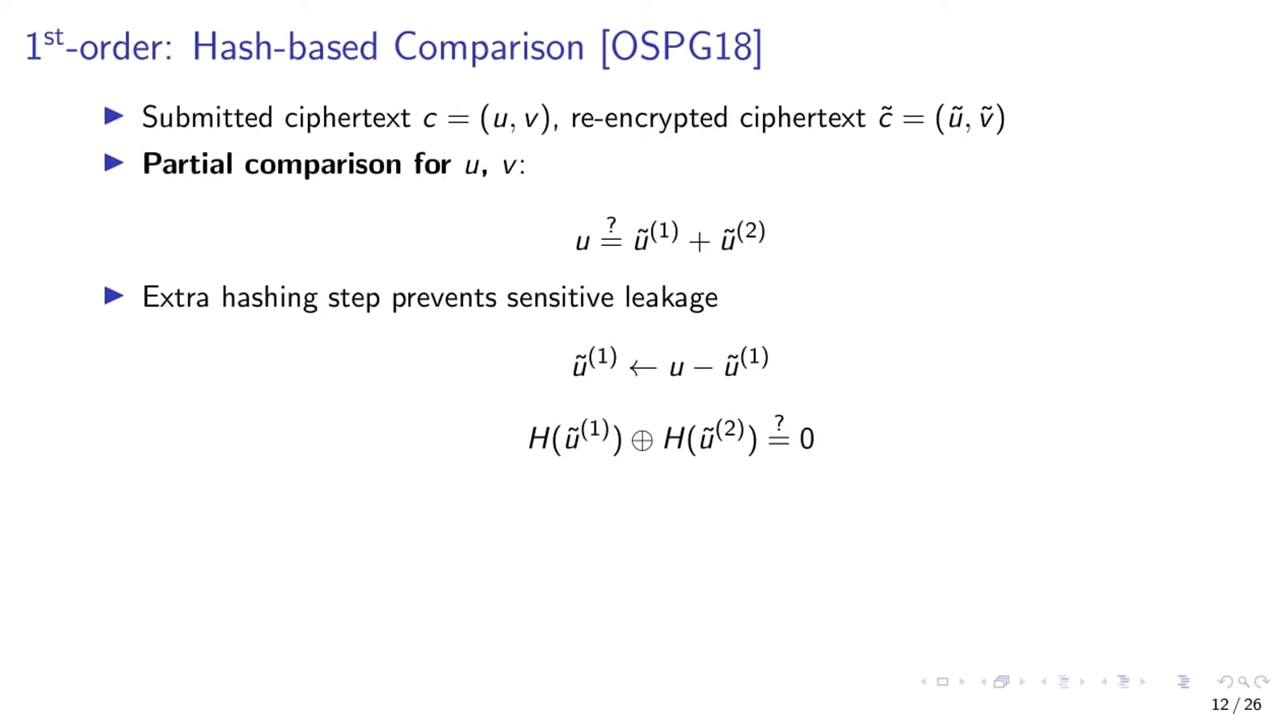 1ˢᵗ-order: Hash-based Comparison [OSPG18]
▶ Submitted ciphertext c = (u, v), re-encrypted ciphertext c̃ = (ũ, ṽ)
▶ Partial comparison for u, v:
u ≟ ũ⁽¹⁾ + ũ⁽²⁾
▶ Extra hashing step prevents sensitive leakage
ũ⁽¹⁾ ← u − ũ⁽¹⁾
H(ũ⁽¹⁾) ⊕ H(ũ⁽²⁾) ≟ 0
12 / 26